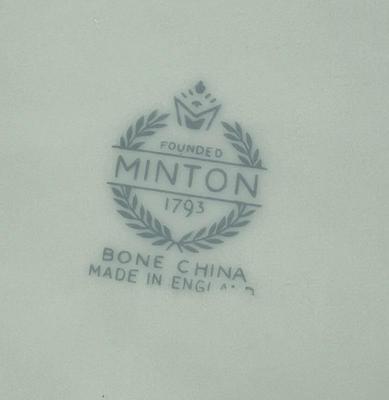 FOUNDED
MINTON
1793
BONE CHINA
MADE IN ENGLAND